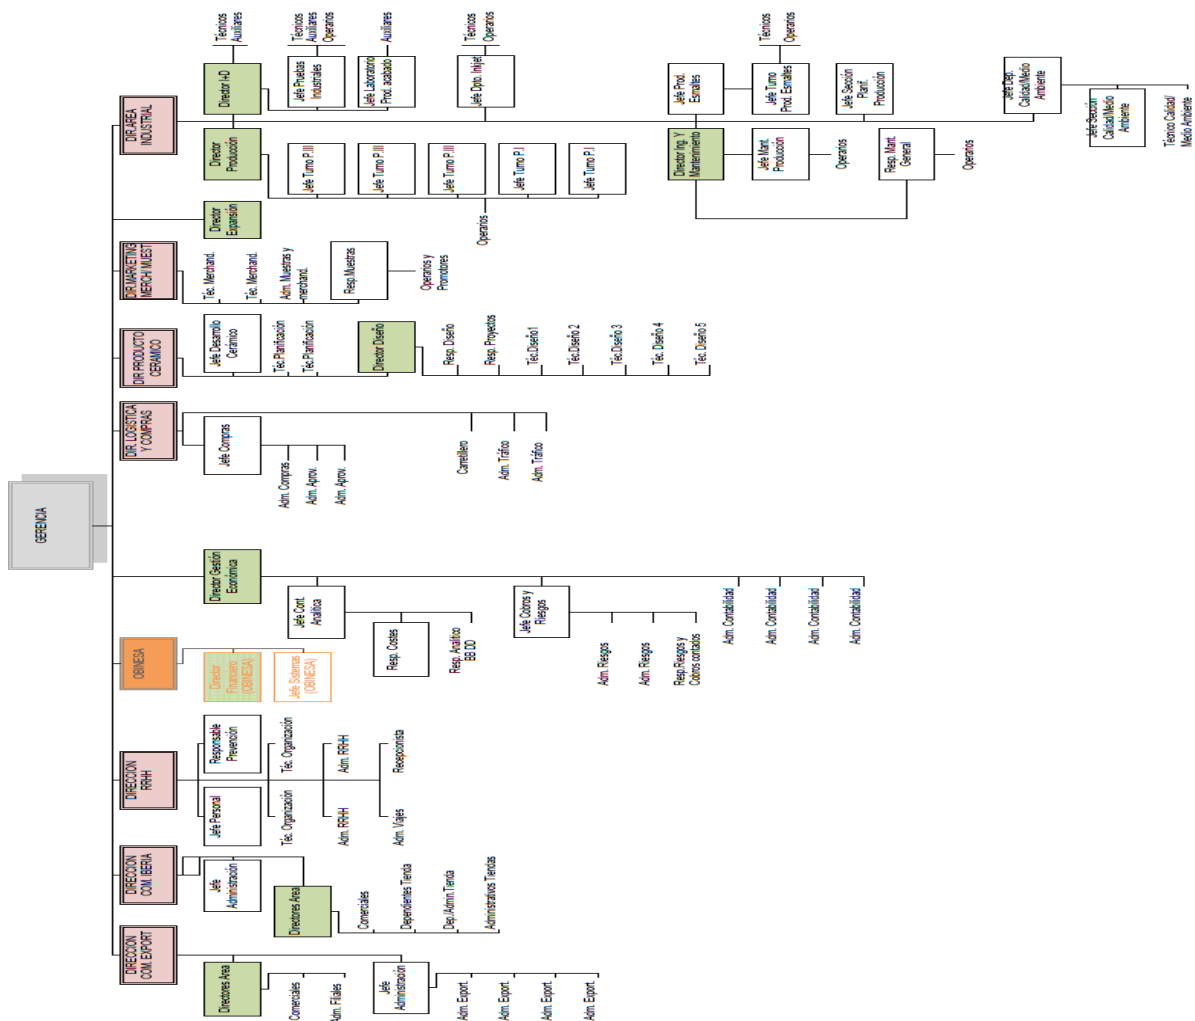 GERENCIA
DIRECCION
COM. EXPORT
Directores Area
Comerciales
Adm. Filiales
Jefe
Administración
Adm. Export.
Adm. Export.
Adm. Export.
Adm. Export.
DIRECCION
COM. IBERIA
Jefe
Administración
Directores Area
Comerciales
Dependientes Tienda
Dep./Admin.Tienda
Administrativos Tiendas
DIRECCION
RRHH
Jefe Personal
Responsable
Prevención
Téc. Organización
Téc. Organización
Adm. RRHH
Adm. RRHH
Adm. Viajes
Recepcionista
OBINESA
Director
Financiero
(OBINESA)
Jefe Sistemas
(OBINESA)
Director Gestión
Económica
Jefe Cont.
Analítica
Resp. Costes
Resp. Analítico
BB DD
Jefe Cobros y
Riesgos
Adm. Riesgos
Adm. Riesgos
Resp.Riesgos y
Cobros contados
Adm. Contabilidad
Adm. Contabilidad
Adm. Contabilidad
Adm. Contabilidad
DIR. LOGISTICA
Y COMPRAS
Jefe Compras
Adm. Compras
Adm. Aprov.
Adm. Aprov.
Carretillero
Adm. Tráfico
Adm. Tráfico
DIR PRODUCTO
CERAMICO
Jefe Desarrollo
Cerámico
Téc.Planificación
Téc.Planificación
Director Diseño
Resp. Diseño
Resp. Proyectos
Téc.Diseño1
Téc.Diseño 2
Téc.Diseño 3
Téc. Diseño 4
Téc. Diseño 5
DIR.MARKETING
MERCH/ MUEST
Téc. Merchand.
Téc. Merchand.
Adm. Muestras y
merchand.
Resp.Muestras
Operarios y
Promotores
Director
Expansión
DIR.AREA
INDUSTRIAL
Director
Producción
Jefe Turno P.III
Jefe Turno P.III
Jefe Turno P.III
Jefe Turno P.I
Jefe Turno P.I
Operarios
Director I+D
Técnicos
Auxiliares
Jefe Pruebas
Industriales
Técnicos
Auxiliares
Operarios
Jefe Laboratorio
Prod. acabado
Auxiliares
Jefe Dpto. Inkjet
Técnicos
Operarios
Director Ing. Y
Mantenimiento
Jefe Mant.
Producción
Operarios
Resp. Mant.
General
Operarios
Jefe Prod.
Esmaltes
Jefe Turno
Prod. Esmaltes
Técnicos
Operarios
Jefe Sección
Planif.
Producción
Jefe Dep.
Calidad/Medio
Ambiente
Jefe Sección
Calidad/Medio
Ambiente
Técnico Calidad/
Medio Ambiente